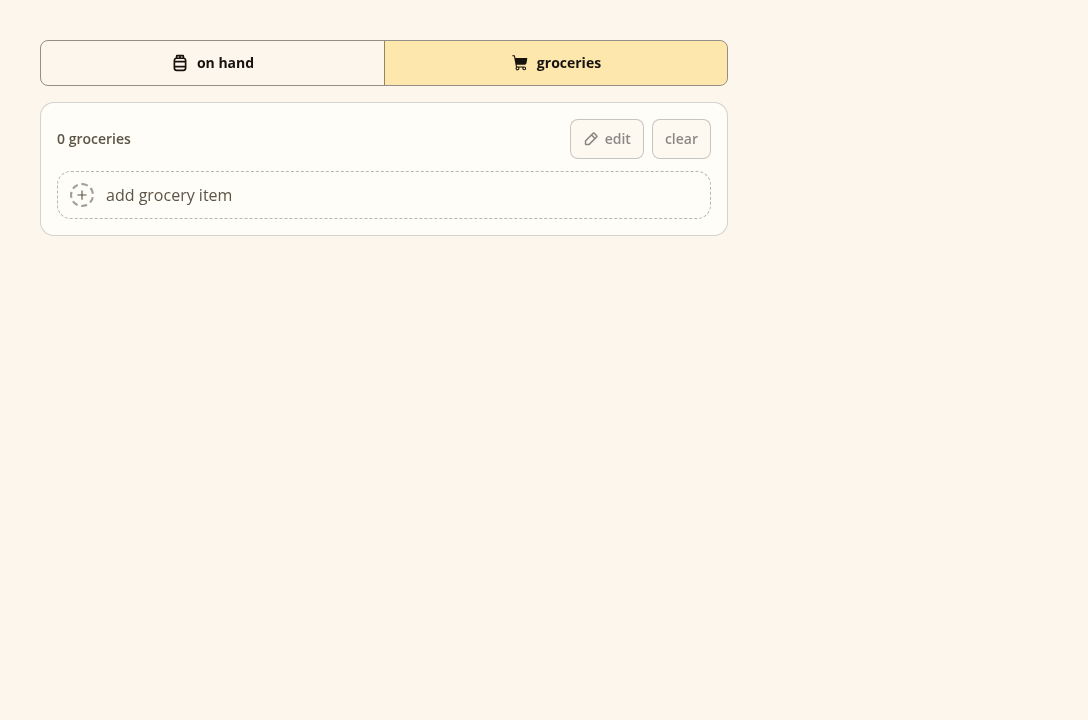 on hand
groceries
0 groceries
edit
clear
add grocery item